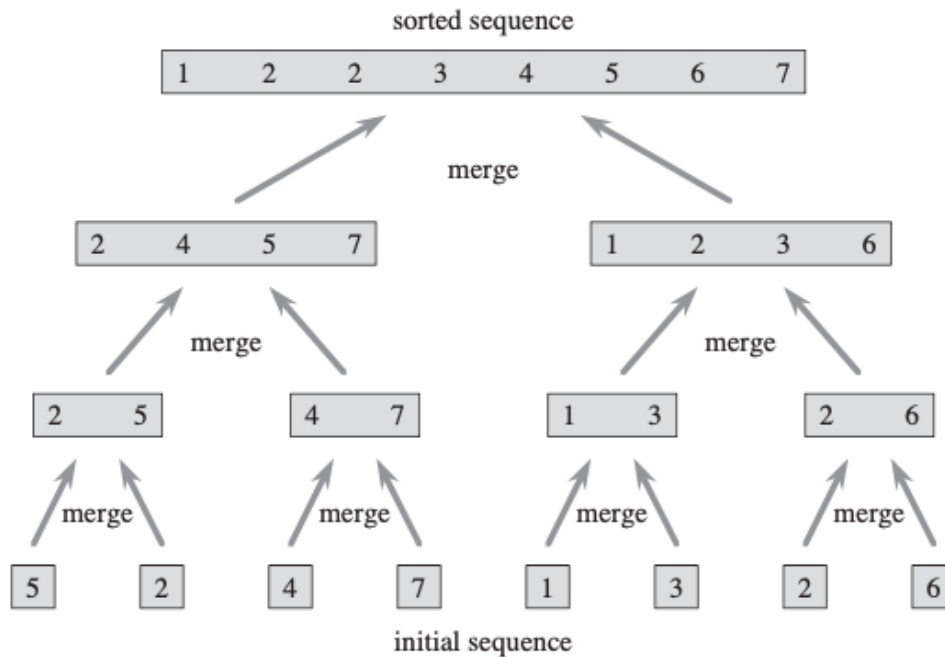 sorted sequence
1 2 2 3 4 5 6 7
merge
2 4 5 7 1 2 3 6
merge merge
2 5 4 7 1 3 2 6
merge merge merge merge
5 2 4 7 1 3 2 6
initial sequence